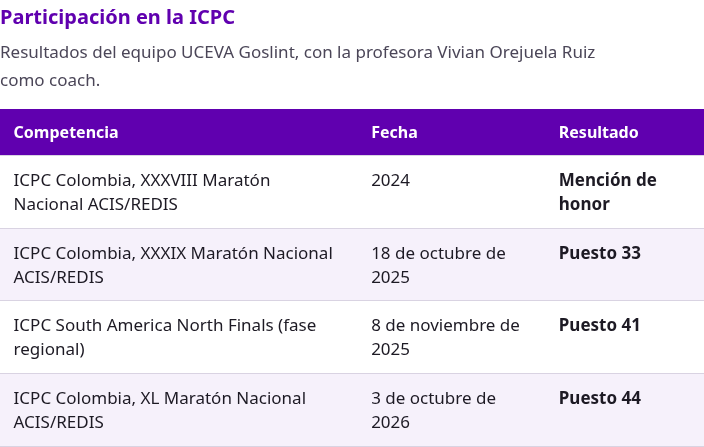 Participación en la ICPC
Resultados del equipo UCEVA Goslint, con la profesora Vivian Orejuela Ruiz
como coach.
Competencia Fecha Resultado
ICPC Colombia, XXXVIII Maratón 2024 Mención de
Nacional ACIS/REDIS honor
ICPC Colombia, XXXIX Maratón Nacional 18 de octubre de Puesto 33
ACIS/REDIS 2025
ICPC South America North Finals (fase 8 de noviembre de Puesto 41
regional) 2025
ICPC Colombia, XL Maratón Nacional 3 de octubre de Puesto 44
ACIS/REDIS 2026